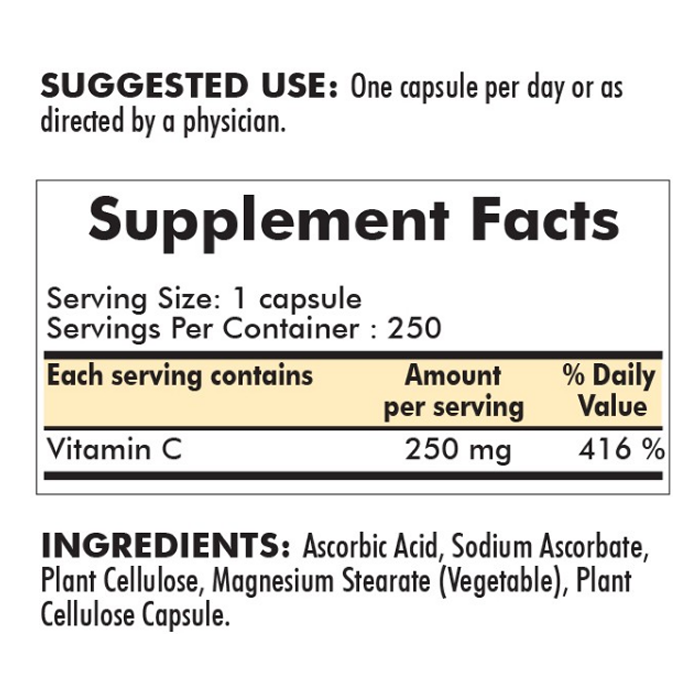 SUGGESTED USE: One capsule per day or as
directed by a physician.
Supplement Facts
Serving Size: 1 capsule
Servings Per Container : 250
Each serving contains Amount per serving % Daily Value
Vitamin C 250 mg 416 %
INGREDIENTS: Ascorbic Acid, Sodium Ascorbate,
Plant Cellulose, Magnesium Stearate (Vegetable), Plant
Cellulose Capsule.